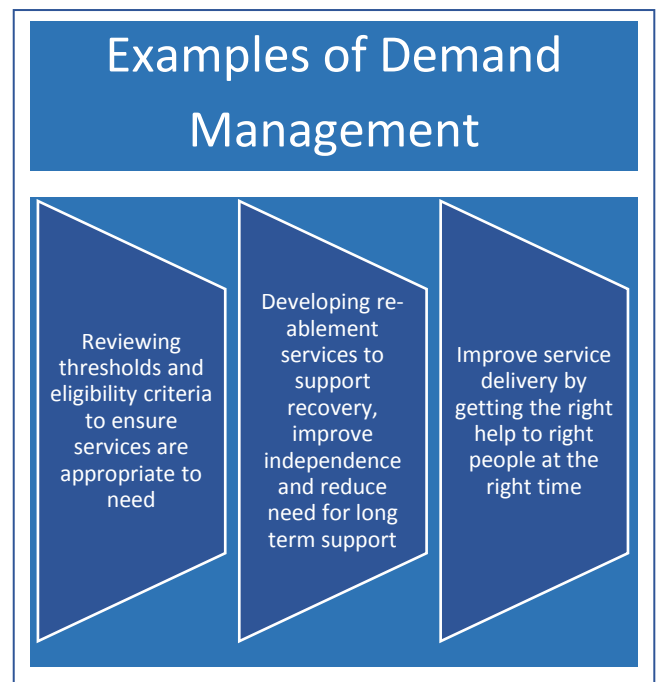 Examples of Demand
Management
Reviewing
thresholds and
eligibility criteria
to ensure
services are
appropriate to
need
Developing re-
ablement
services to
support
recovery,
improve
independence
and reduce
need for long
term support
Improve service
delivery by
getting the right
help to right
people at the
right time